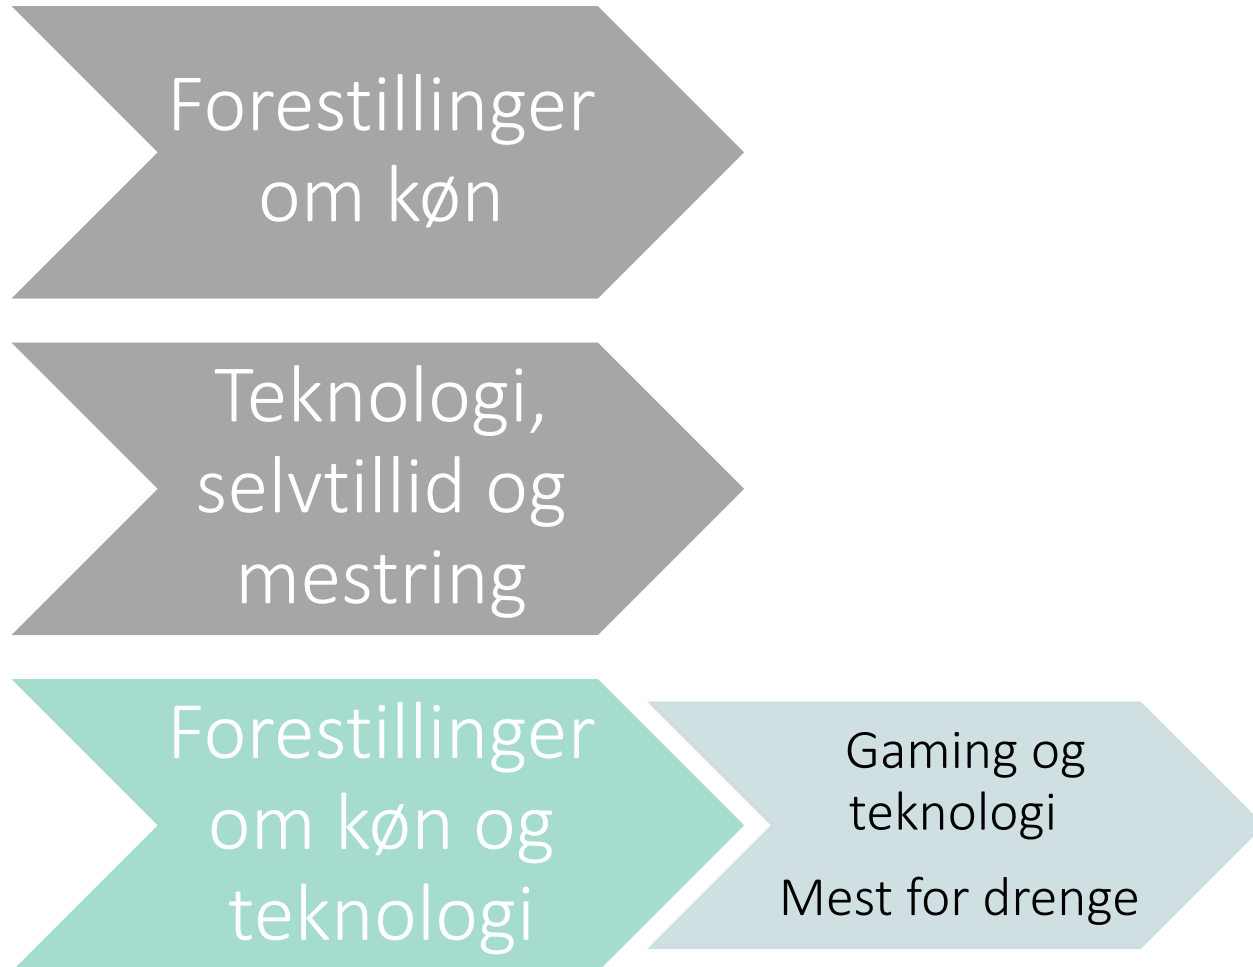 Forestillinger
om køn
Teknologi,
selvtillid og
mestring
Forestillinger
om køn og
teknologi
Gaming og
teknologi
Mest for drenge